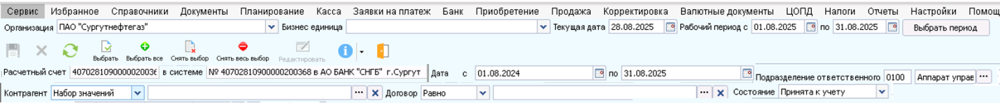 Сервис Избранное Справочники Документы Планирование Касса Заявки на платеж Банк Приобретение Продажа Корректировка Валютные документы ЦОПД Налоги Отчеты Настройки Помощ
Организация ПАО "Сургутнефтегаз" Бизнес единица Текущая дата 28.08.2025 Рабочий период с 01.08.2025 по 31.08.2025 Выбрать период
Выбрать Выбрать все Снять выбор Снять весь выбор Редактировать
Расчетный счет 4070281090000020036 в системе № 40702810900000200368 в АО БАНК "СНГБ" г.Сургут Дата с 01.08.2024 по 31.08.2025 Подразделение ответственного 0100 Аппарат управ ...
Контрагент Набор значений ... Договор Равно ... Состояние Принята к учету